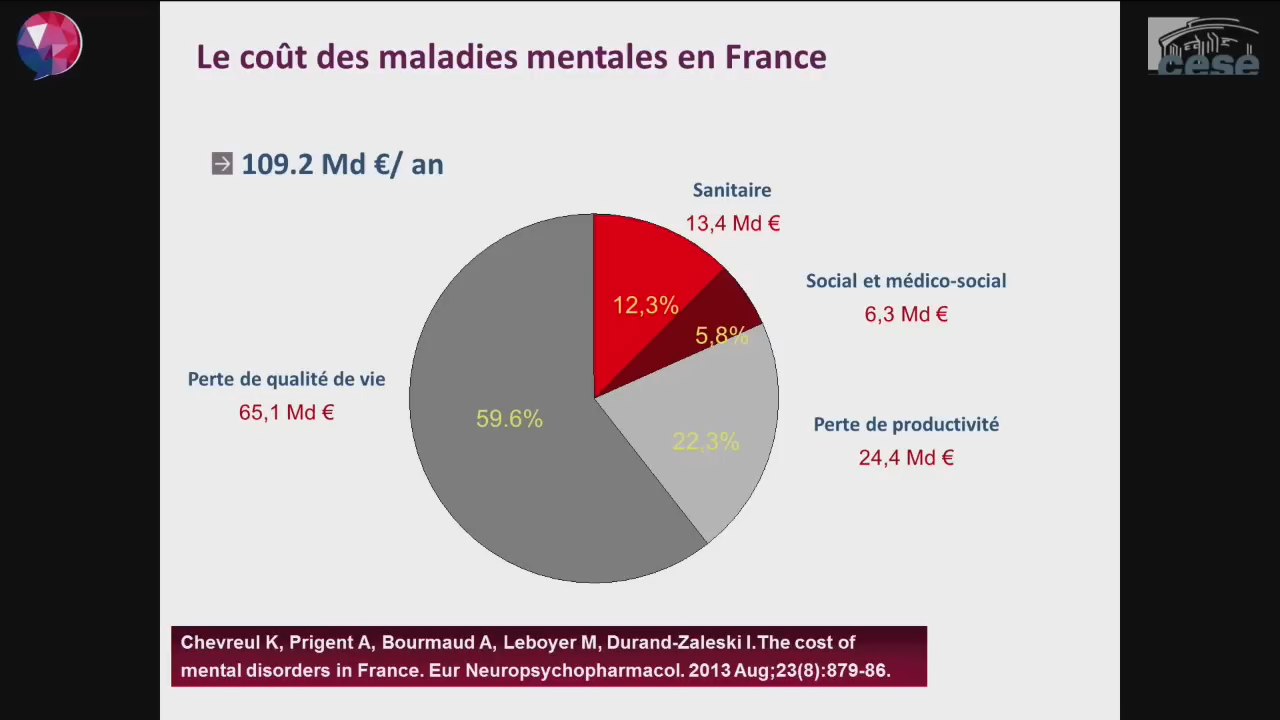 Le coût des maladies mentales en France
cese
109.2 Md €/ an
Sanitaire
13,4 Md €
Social et médico-social
6,3 Md €
12,3%
5,8%
Perte de qualité de vie
65,1 Md €
59.6%
22,3%
Perte de productivité
24,4 Md €
Chevreul K, Prigent A, Bourmaud A, Leboyer M, Durand-Zaleski I.The cost of
mental disorders in France. Eur Neuropsychopharmacol. 2013 Aug;23(8):879-86.